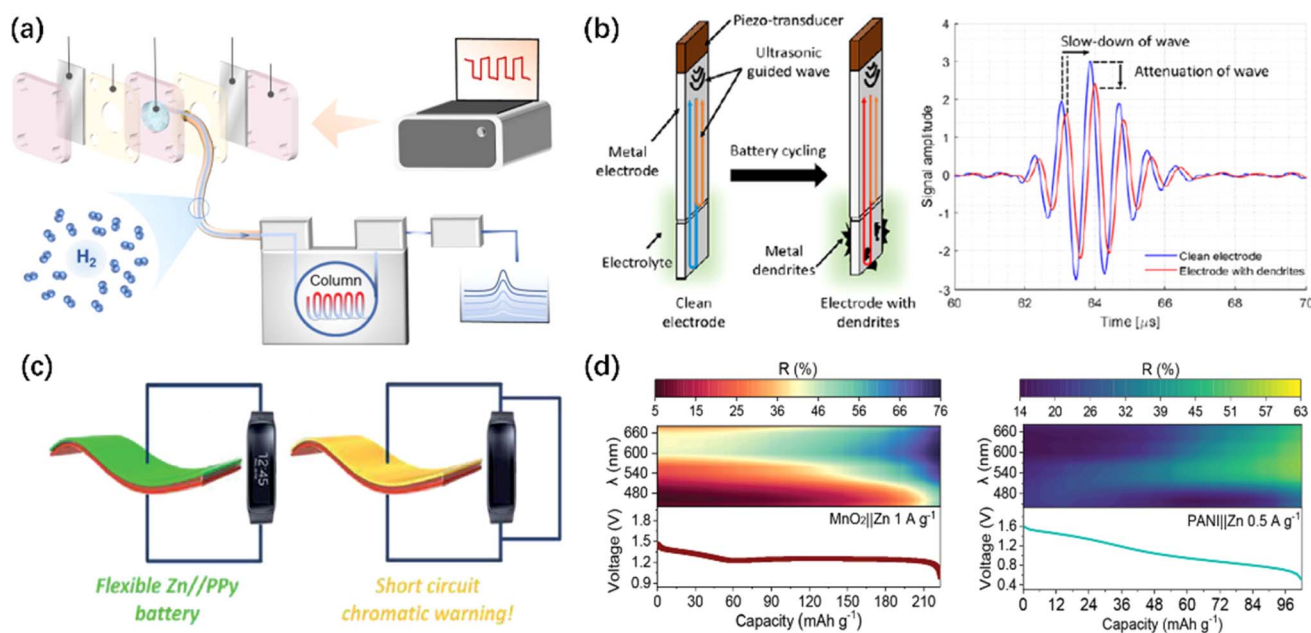 (a)
H₂
Column
(b)
Piezo-transducer
Ultrasonic
guided wave
Metal
electrode
Battery cycling
Electrolyte
Metal
dendrites
Clean
electrode
Electrode with
dendrites
Signal amplitude
4
3
2
1
0
-1
-2
-3
Slow-down of wave
Attenuation of wave
Clean electrode
Electrode with dendrites
60 62 64 66 68 70
Time [μs]
(c)
12:45
Flexible Zn//PPy
battery
Short circuit
chromatic warning!
(d)
R (%)
5 15 25 36 46 56 66 76
λ (nm)
660
600
540
480
MnO₂||Zn 1 A g⁻¹
Voltage (V)
1.8
1.5
1.2
0.9
0 30 60 90 120 150 180 210
Capacity (mAh g⁻¹)
R (%)
14 20 26 32 39 45 51 57 63
λ (nm)
660
600
540
480
PANI||Zn 0.5 A g⁻¹
Voltage (V)
2.0
1.6
1.2
0.8
0.4
0 12 24 36 48 60 72 84 96
Capacity (mAh g⁻¹)